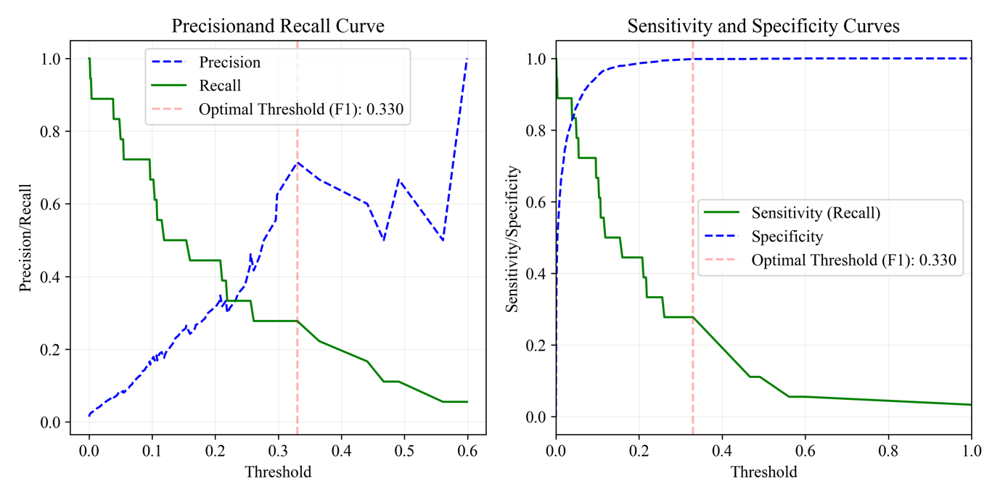 Precisionand Recall Curve
Precision
Recall
Optimal Threshold (F1): 0.330
Precision/Recall
1.0
0.8
0.6
0.4
0.2
0.0
0.0 0.1 0.2 0.3 0.4 0.5 0.6
Threshold
Sensitivity and Specificity Curves
Sensitivity (Recall)
Specificity
Optimal Threshold (F1): 0.330
Sensitivity/Specificity
1.0
0.8
0.6
0.4
0.2
0.0
0.0 0.2 0.4 0.6 0.8 1.0
Threshold